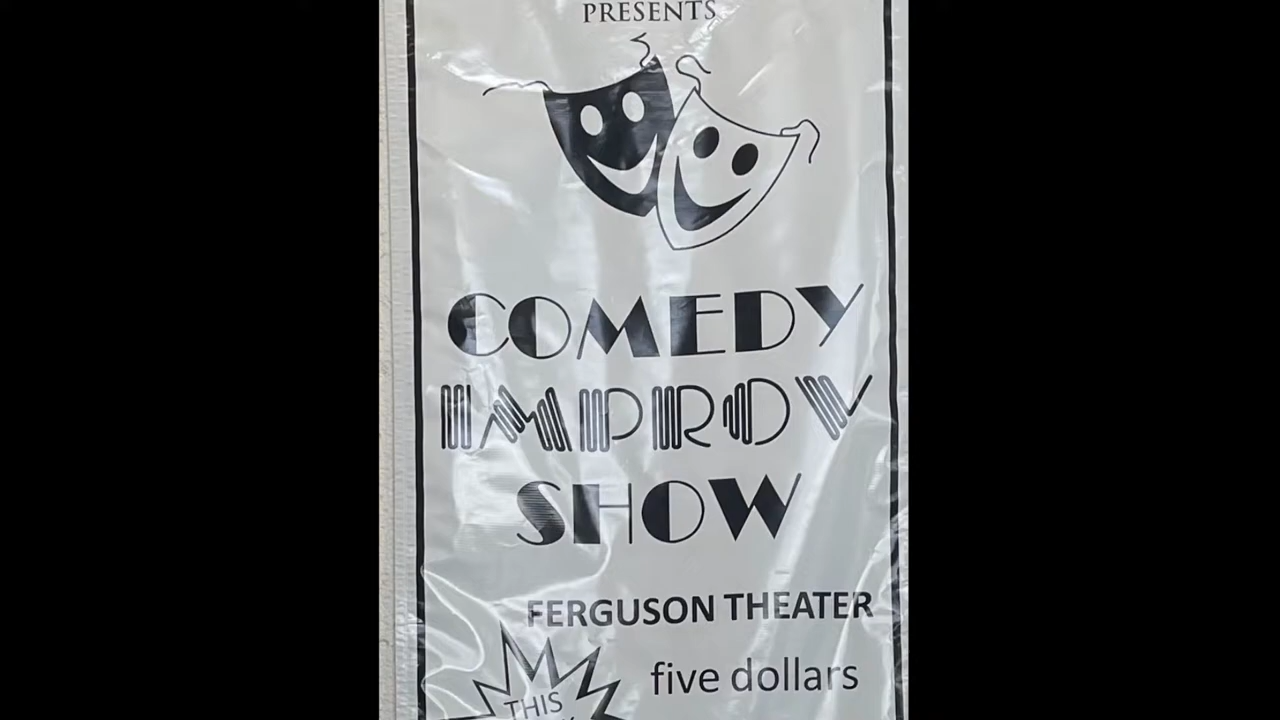 PRESENTS
COMEDY
IMPROV
SHOW
FERGUSON THEATER
five dollars
THIS